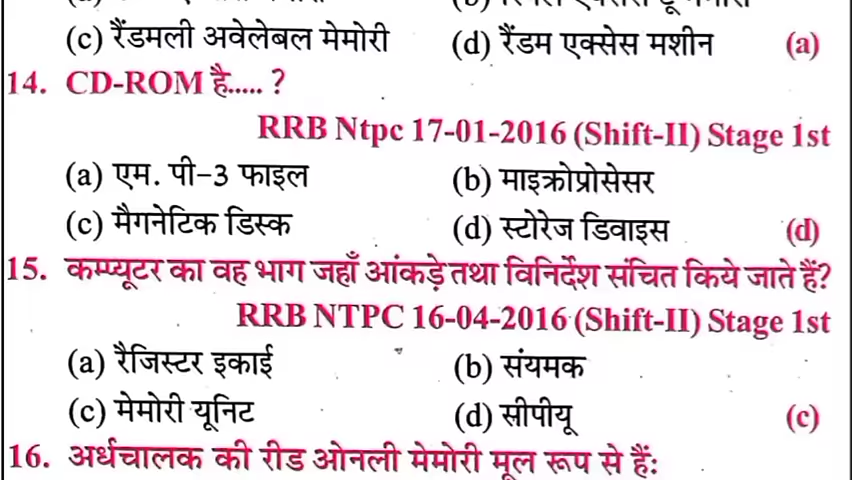 (c) रैंडमली अवेलेबल मेमोरी (d) रैंडम एक्सेस मशीन (a)
14. CD-ROM है..... ?
RRB Ntpc 17-01-2016 (Shift-II) Stage 1st
(a) एम. पी-3 फाइल (b) माइक्रोप्रोसेसर
(c) मैगनेटिक डिस्क (d) स्टोरेज डिवाइस (d)
15. कम्प्यूटर का वह भाग जहाँ आंकड़े तथा विनिर्देश संचित किये जाते हैं?
RRB NTPC 16-04-2016 (Shift-II) Stage 1st
(a) रैजिस्टर इकाई (b) संयमक
(c) मेमोरी यूनिट (d) सीपीयू (c)
16. अर्धचालक की रीड ओनली मेमोरी मूल रूप से हैं: